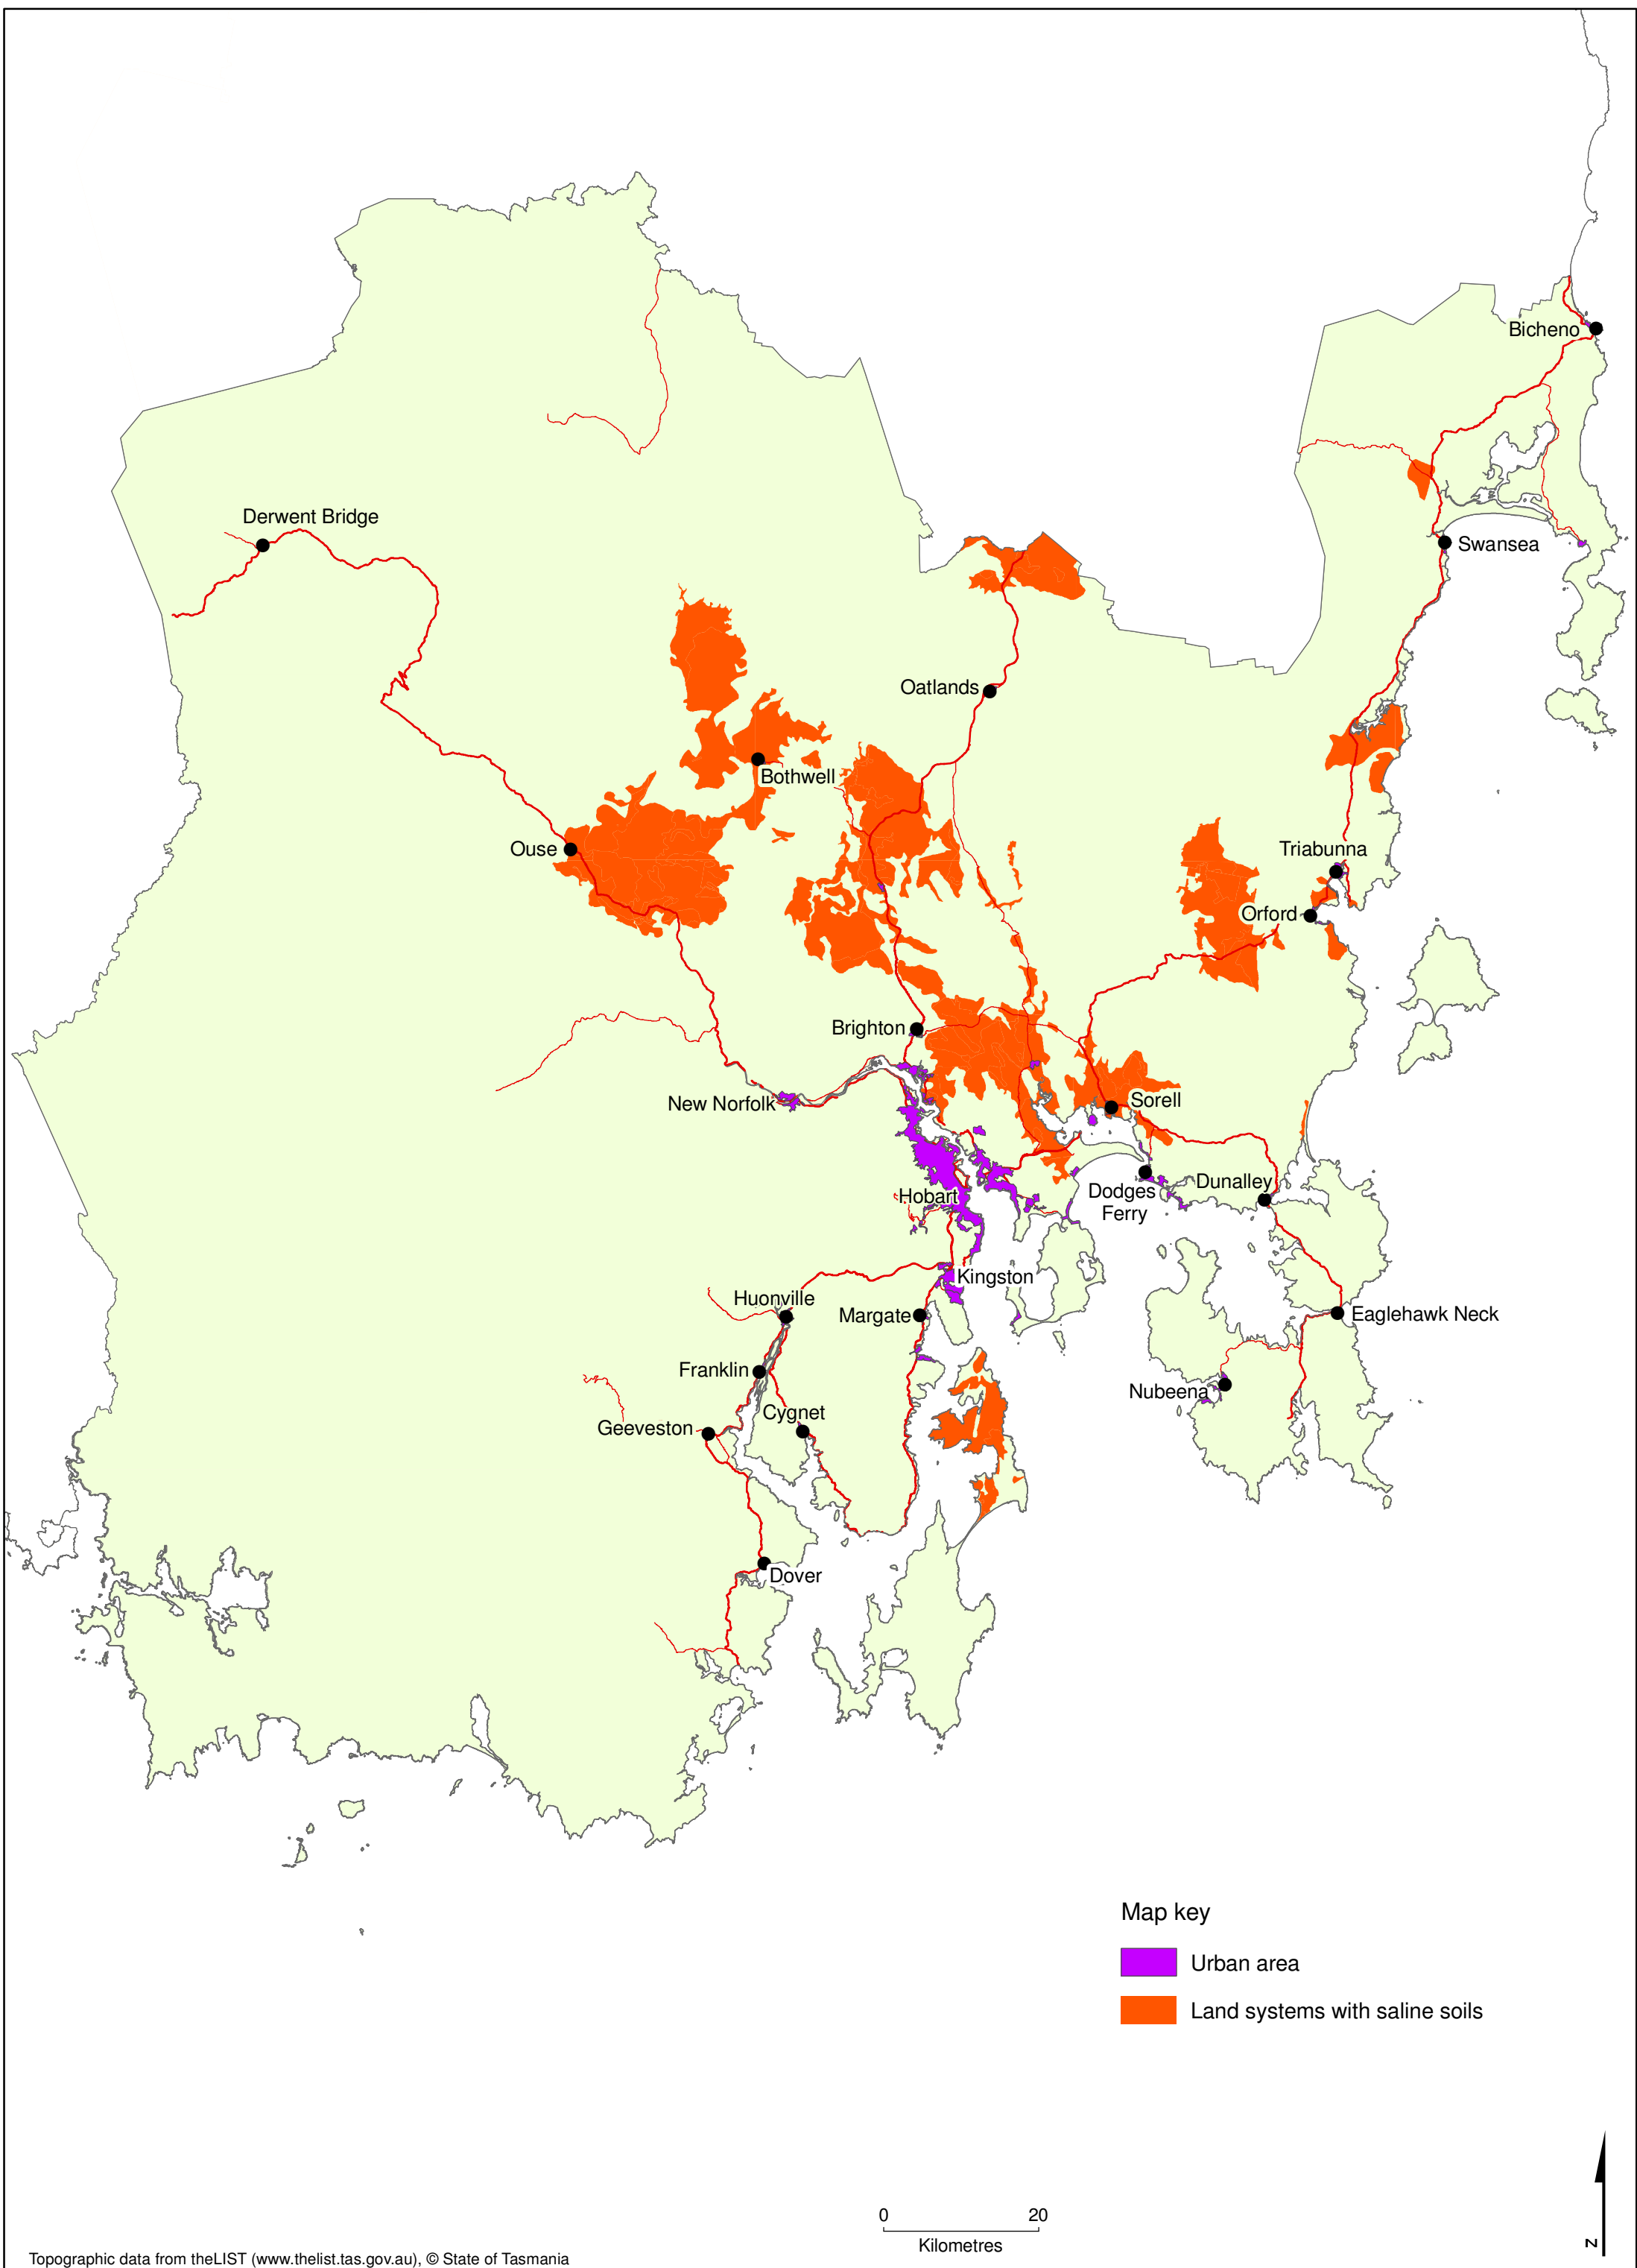 Bicheno
Derwent Bridge
Swansea
Oatlands
Bothwell
Ouse
Triabunna
Orford
Brighton
New Norfolk
Sorell
Dunalley
Dodges
Ferry
Hobart
Kingston
Huonville
Margate
Eaglehawk Neck
Franklin
Nubeena
Cygnet
Geeveston
Dover
Map key
Urban area
Land systems with saline soils
0 20
Kilometres
N
Topographic data from theLIST (www.thelist.tas.gov.au), © State of Tasmania